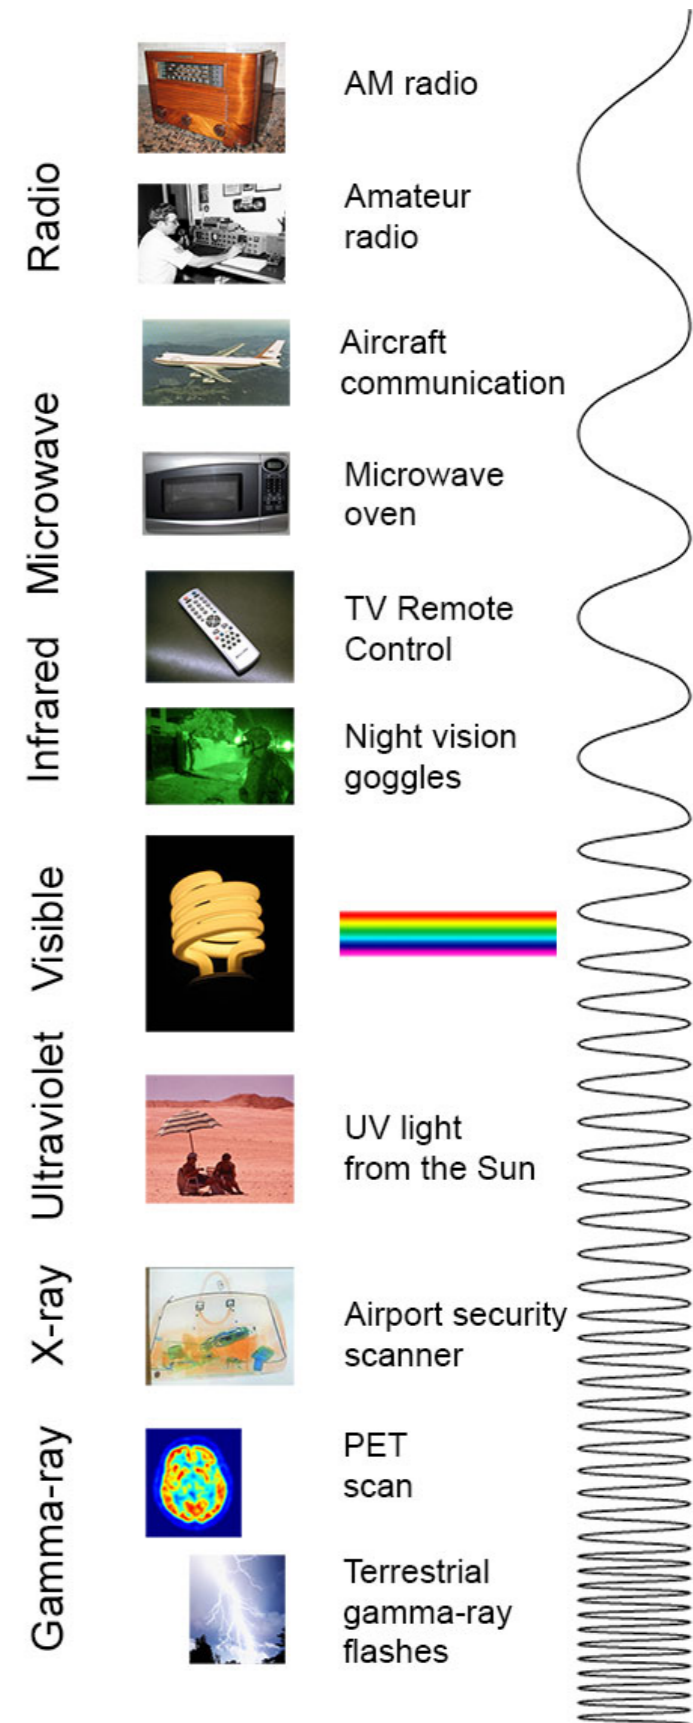 Radio
AM radio
Amateur
radio
Aircraft
communication
Microwave
Microwave
oven
Infrared
TV Remote
Control
Night vision
goggles
Visible
Ultraviolet
UV light
from the Sun
X-ray
Airport security
scanner
Gamma-ray
PET
scan
Terrestrial
gamma-ray
flashes